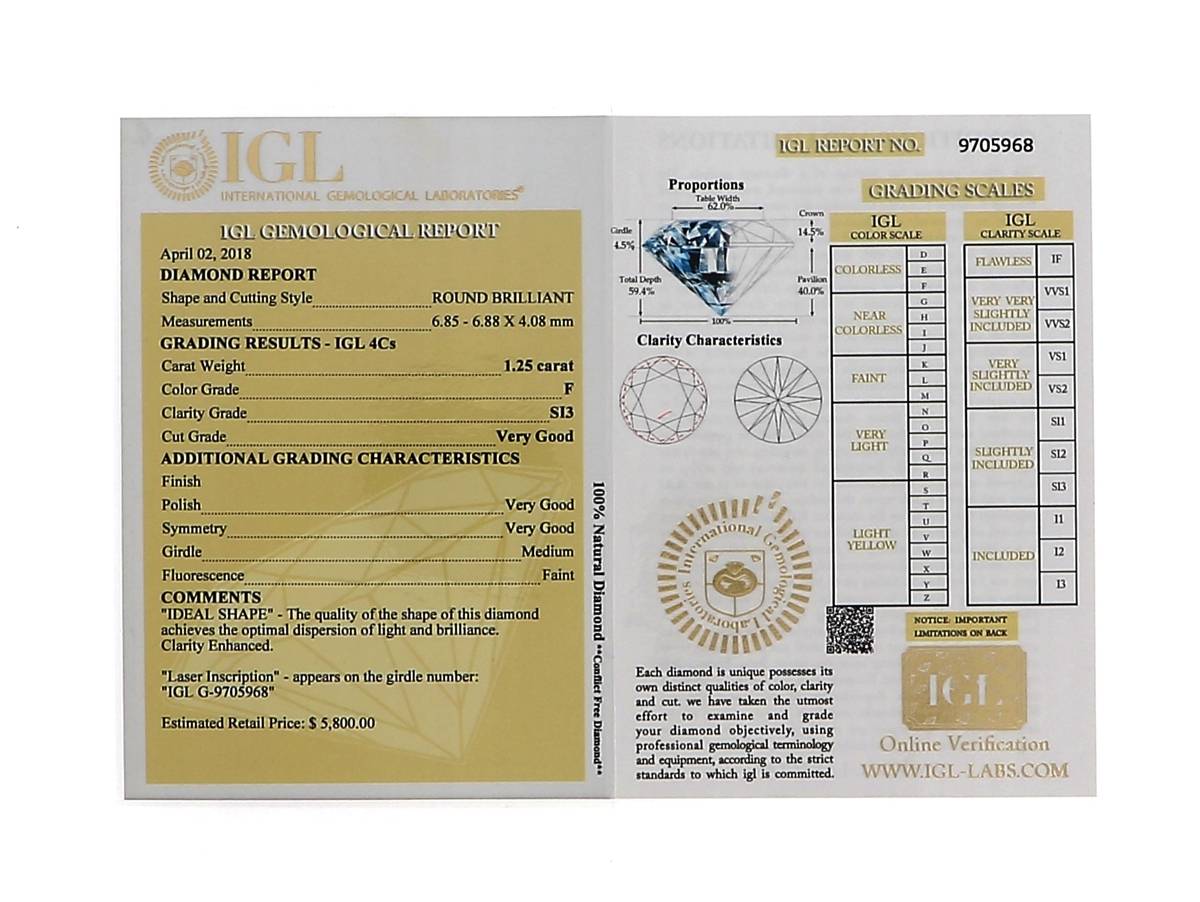 IGL
INTERNATIONAL GEMOLOGICAL LABORATORIES®
IGL GEMOLOGICAL REPORT
April 02, 2018
DIAMOND REPORT
Shape and Cutting Style ROUND BRILLIANT
Measurements 6.85 - 6.88 X 4.08 mm
GRADING RESULTS - IGL 4Cs
Carat Weight 1.25 carat
Color Grade F
Clarity Grade SI3
Cut Grade Very Good
ADDITIONAL GRADING CHARACTERISTICS
Finish
Polish Very Good
Symmetry Very Good
Girdle Medium
Fluorescence Faint
COMMENTS
"IDEAL SHAPE" - The quality of the shape of this diamond
achieves the optimal dispersion of light and brilliance.
Clarity Enhanced.
"Laser Inscription" - appears on the girdle number:
"IGL G-9705968"
Estimated Retail Price: $ 5,800.00
100% Natural Diamond **Conflict Free Diamond**
IGL REPORT NO. 9705968
Proportions
Table Width
62.0%
Crown
14.5%
Girdle
4.5%
Total Depth
59.4%
Pavilion
40.0%
100%
Clarity Characteristics
International Gemological Laboratories
Each diamond is unique possesses its
own distinct qualities of color, clarity
and cut. we have taken the utmost
effort to examine and grade
your diamond objectively, using
professional gemological terminology
and equipment, according to the strict
standards to which igl is committed.
GRADING SCALES
IGL
COLOR SCALE
COLORLESS
D
E
F
NEAR
COLORLESS
G
H
I
J
FAINT
K
L
M
VERY
LIGHT
N
O
P
Q
R
LIGHT
YELLOW
S
T
U
V
W
X
Y
Z
IGL
CLARITY SCALE
FLAWLESS
IF
VERY VERY
SLIGHTLY
INCLUDED
VVS1
VVS2
VERY
SLIGHTLY
INCLUDED
VS1
VS2
SLIGHTLY
INCLUDED
SI1
SI2
SI3
INCLUDED
I1
I2
I3
NOTICE: IMPORTANT
LIMITATIONS ON BACK
IGL
Online Verification
WWW.IGL-LABS.COM